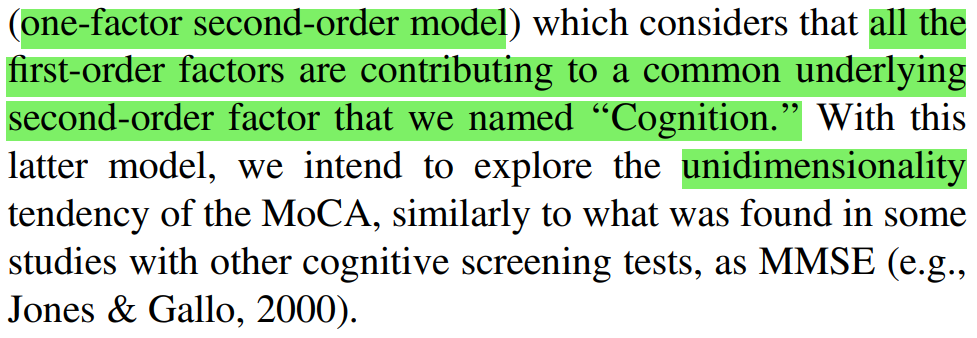 (one-factor second-order model) which considers that all the
first-order factors are contributing to a common underlying
second-order factor that we named “Cognition.” With this
latter model, we intend to explore the unidimensionality
tendency of the MoCA, similarly to what was found in some
studies with other cognitive screening tests, as MMSE (e.g.,
Jones & Gallo, 2000).